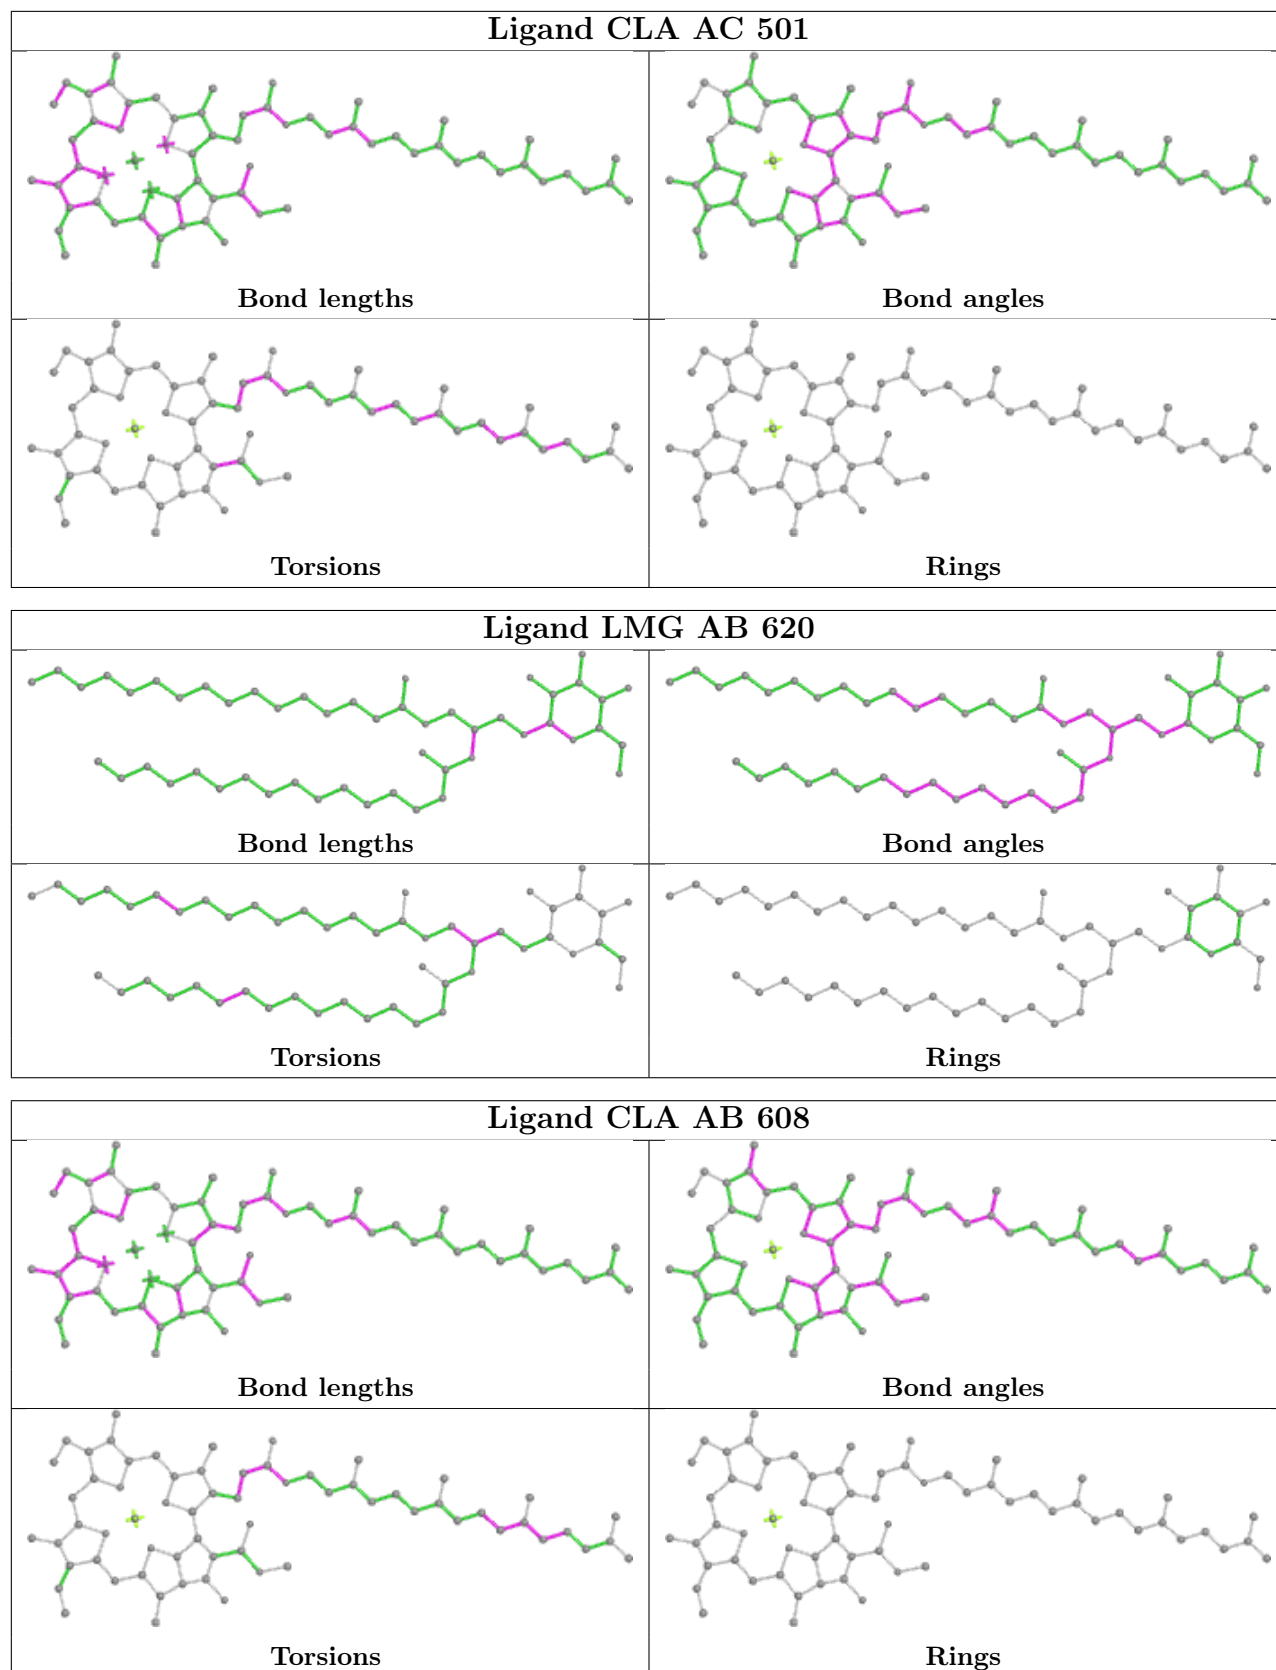 Ligand CLA AC 501
Bond lengths
Bond angles
Torsions
Rings
Ligand LMG AB 620
Bond lengths
Bond angles
Torsions
Rings
Ligand CLA AB 608
Bond lengths
Bond angles
Torsions
Rings